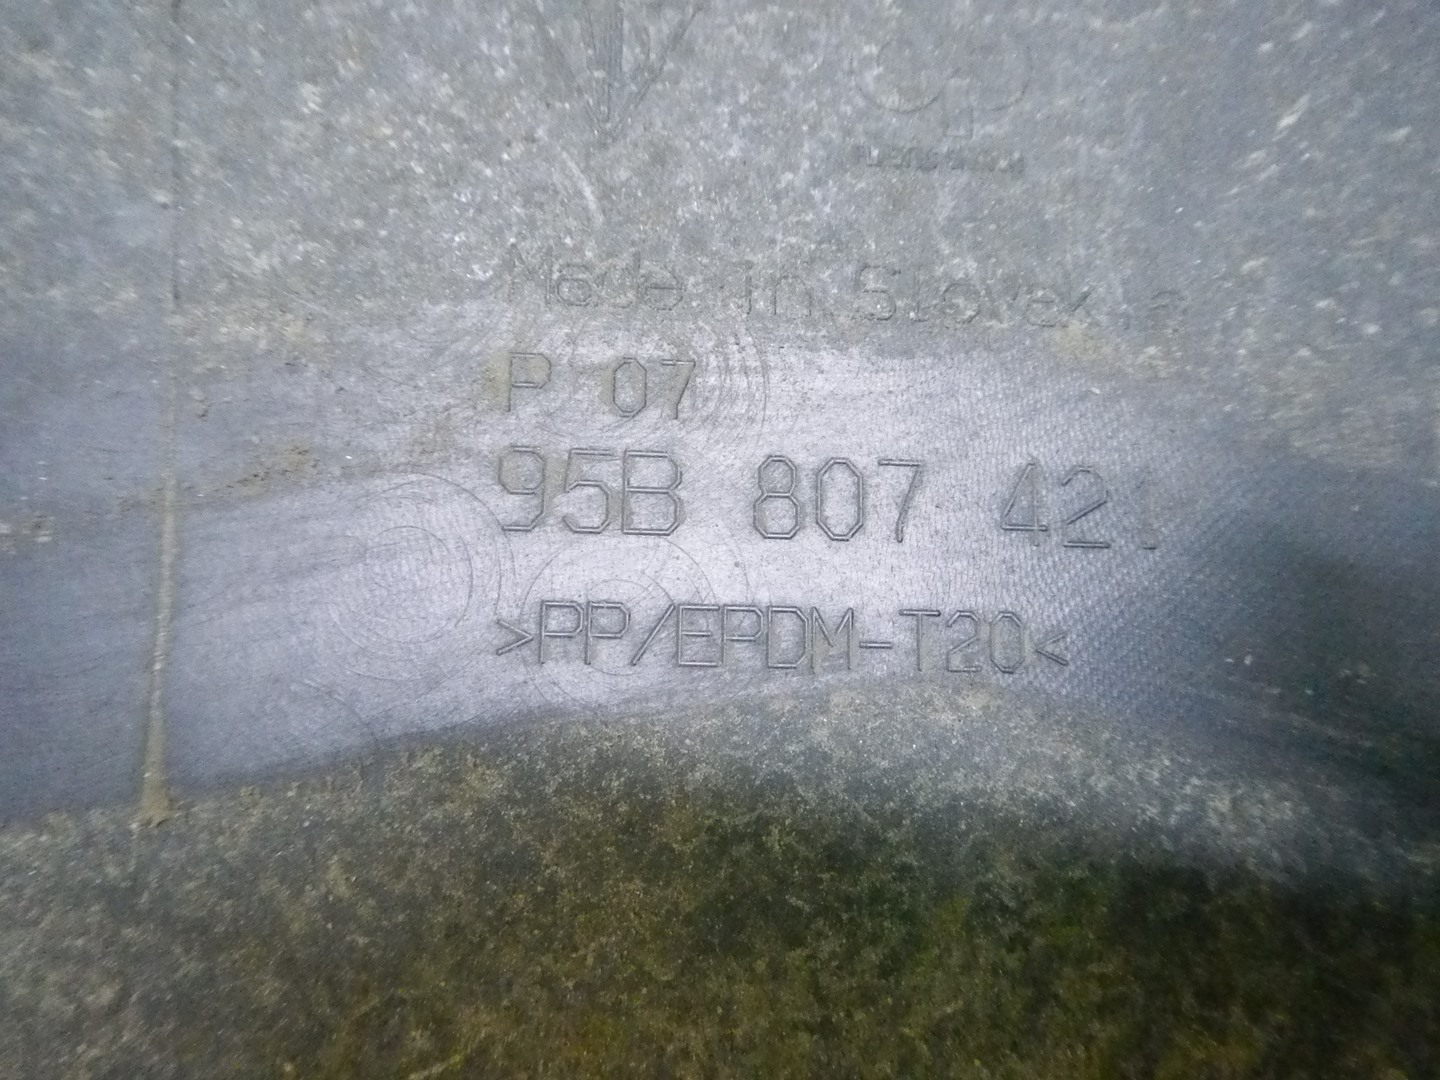 Made in Slovakia
P 07
95B 807 421
>PP/EPDM-T20<